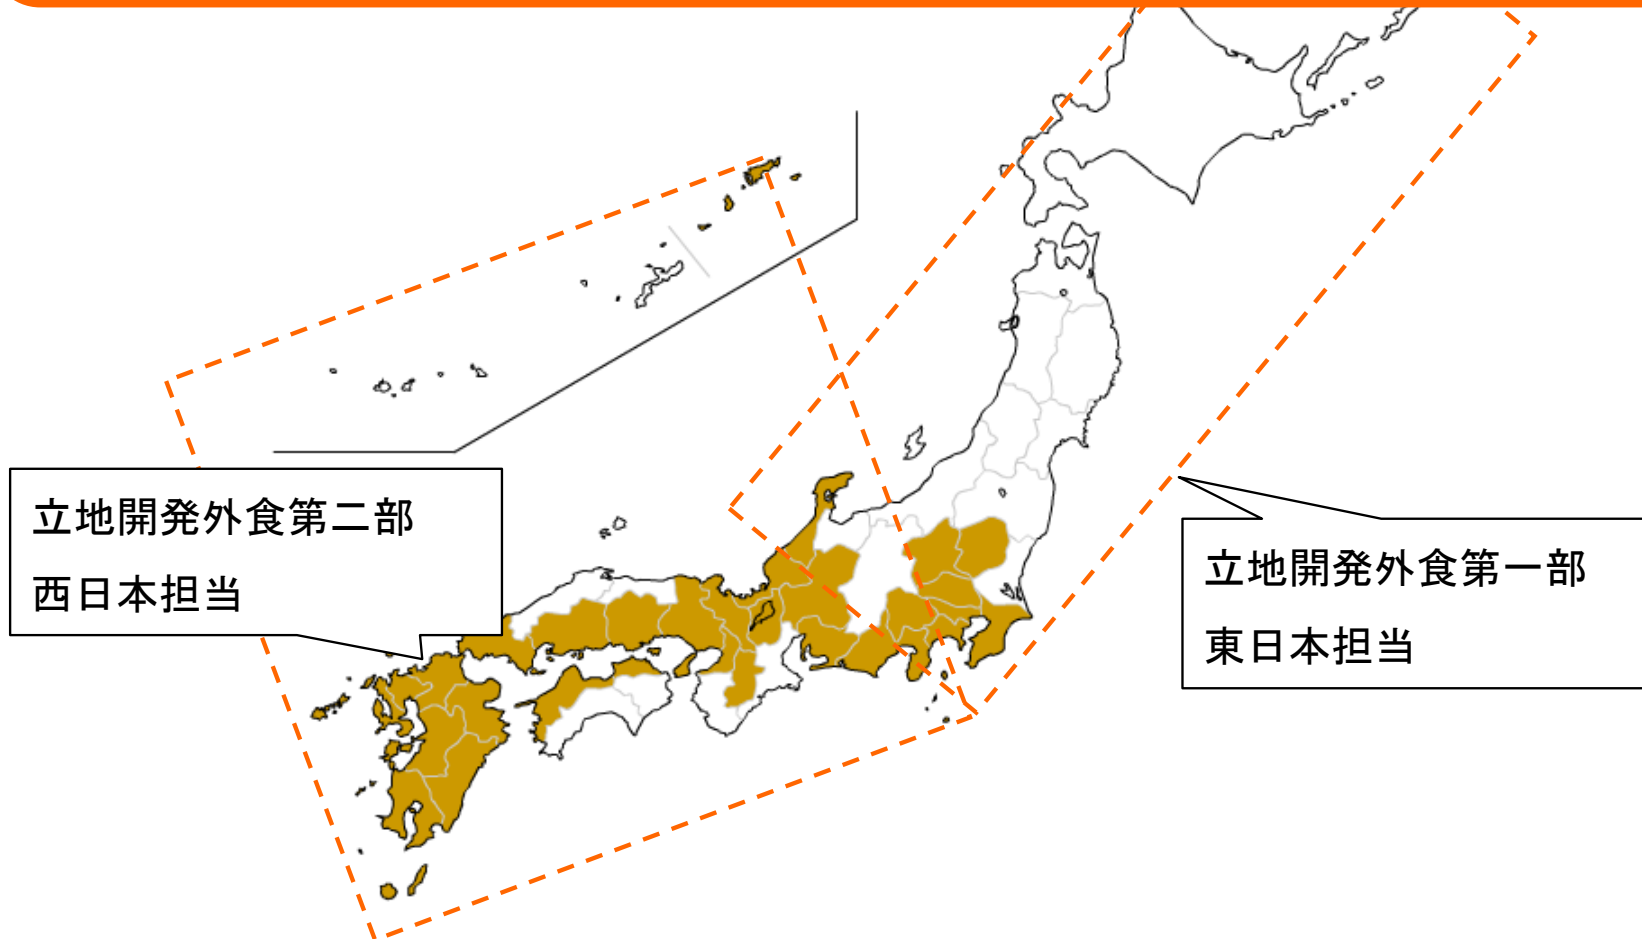 立地開発外食第二部
西日本担当
立地開発外食第一部
東日本担当